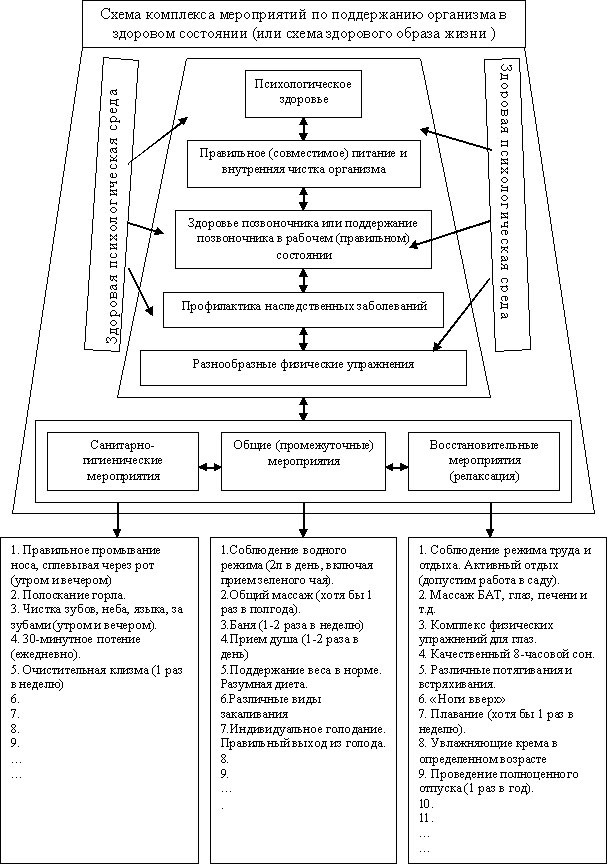 Схема комплекса мероприятий по поддержанию организма в
здоровом состоянии (или схема здорового образа жизни )
Здоровая психологическая среда
Здоровая психологическая среда
Психологическое
здоровье
Правильное (совместимое) питание и
внутренняя чистка организма
Здоровье позвоночника или поддержание
позвоночника в рабочем (правильном)
состоянии
Профилактика наследственных заболеваний
Разнообразные физические упражнения
Санитарно-
гигиенические
мероприятия
Общие (промежуточные)
мероприятия
Восстановительные
мероприятия
(релаксация)
1. Правильное промывание
носа, сплевывая через рот
(утром и вечером)
2. Полоскание горла.
3. Чистка зубов, неба, языка, за
зубами (утром и вечером).
4. 30-минутное потение
(ежедневно).
5. Очистительная клизма (1 раз
в неделю)
6.
7.
8.
9.
...
...
1.Соблюдение водного
режима (2л в день, включая
прием зеленого чая).
2.Общий массаж (хотя бы 1
раз в полгода).
3.Баня (1-2 раза в неделю)
4.Прием душа (1-2 раза в
день)
5.Поддержание веса в норме.
Разумная диета.
6.Различные виды
закаливания
7.Индивидуальное голодание.
Правильный выход из голода.
8.
9.
...
.
1. Соблюдение режима труда и
отдыха. Активный отдых
(допустим работа в саду).
2. Массаж БАТ, глаз, печени и
т.д.
3. Комплекс физических
упражнений для глаз.
4. Качественный 8-часовой сон.
5. Различные потягивания и
встряхивания.
6. «Ноги вверх»
7. Плавание (хотя бы 1 раз в
неделю).
8. Увлажняющие крема в
определенном возрасте
9. Проведение полноценного
отпуска (1 раз в год).
10.
11.
...
...